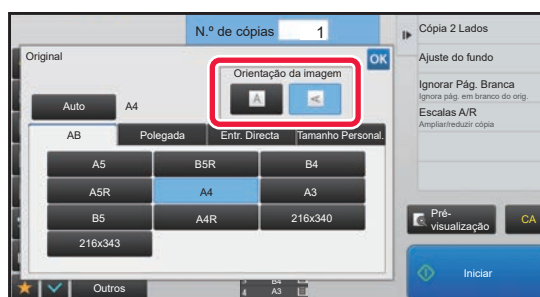 N.º de cópias 1
Original
OK
Orientação da imagem
A A
Auto A4
AB Polegada Entr. Directa Tamanho Personal.
A5 B5R B4
A5R A4 A3
B5 A4R 216x340
216x343
Outros
B4
4 A3
Cópia 2 Lados
Ajuste do fundo
Ignorar Pág. Branca
Ignora pág. em branco do orig.
Escalas A/R
Ampliar/reduzir cópia
Pré-
visualização
CA
Iniciar